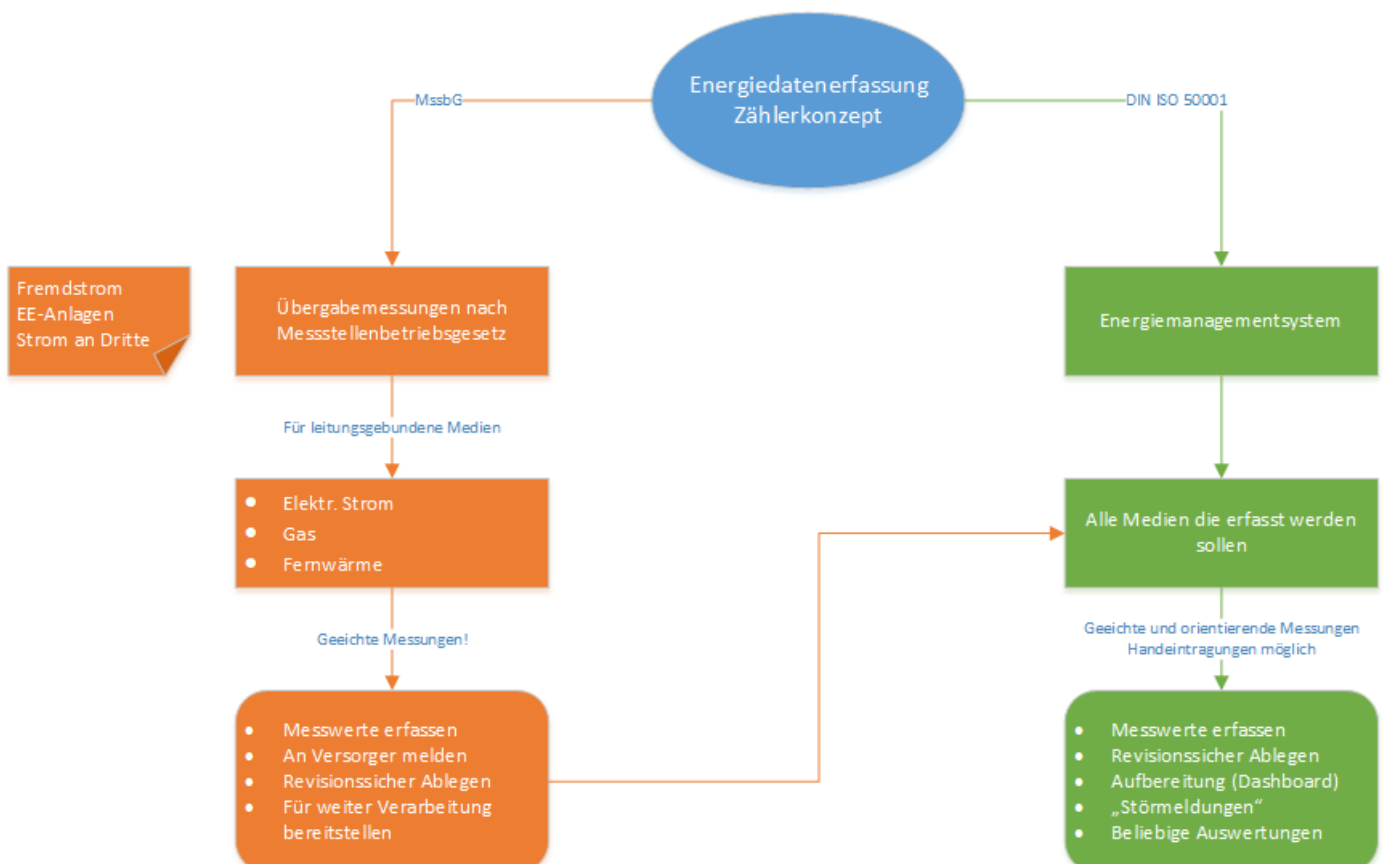 Energiedatenerfassung
Zählerkonzept
MssbG
DIN ISO 50001
Fremdstrom
EE-Anlagen
Strom an Dritte
Übergabemessungen nach
Messstellenbetriebsgesetz
Energiemanagementsystem
Für leitungsgebundene Medien
• Elektr. Strom
• Gas
• Fernwärme
Alle Medien die erfasst werden
sollen
Geeichte Messungen!
Geeichte und orientierende Messungen
Handeintragungen möglich
• Messwerte erfassen
• An Versorger melden
• Revisionssicher Ablegen
• Für weiter Verarbeitung
bereitstellen
• Messwerte erfassen
• Revisionssicher Ablegen
• Aufbereitung (Dashboard)
• „Störmeldungen“
• Beliebige Auswertungen